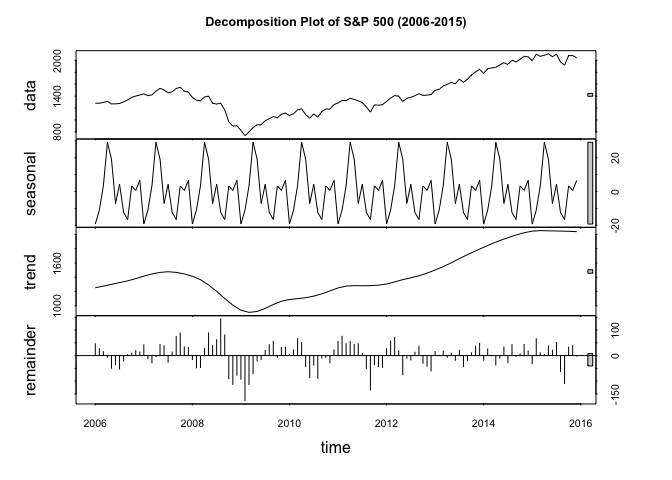 Decomposition Plot of S&P 500 (2006-2015)
data
800 1400 2000
seasonal
-20 0 20
trend
1000 1600
remainder
-150 0 100
2006 2008 2010 2012 2014 2016
time